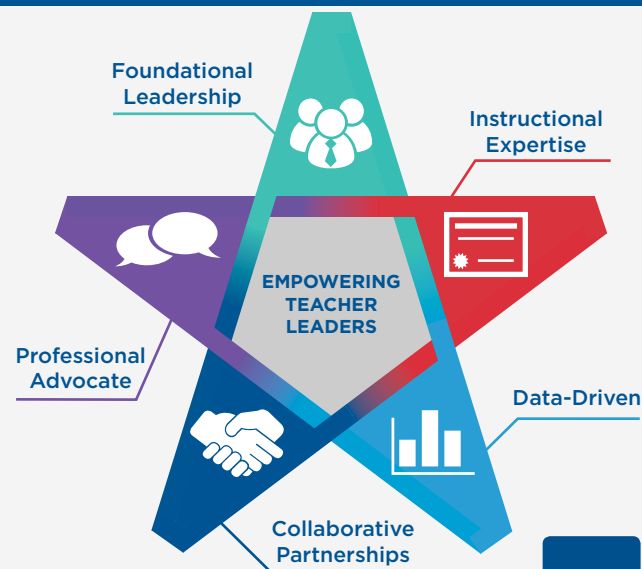 Foundational
Leadership
Instructional
Expertise
EMPOWERING
TEACHER
LEADERS
Professional
Advocate
Data-Driven
Collaborative
Partnerships